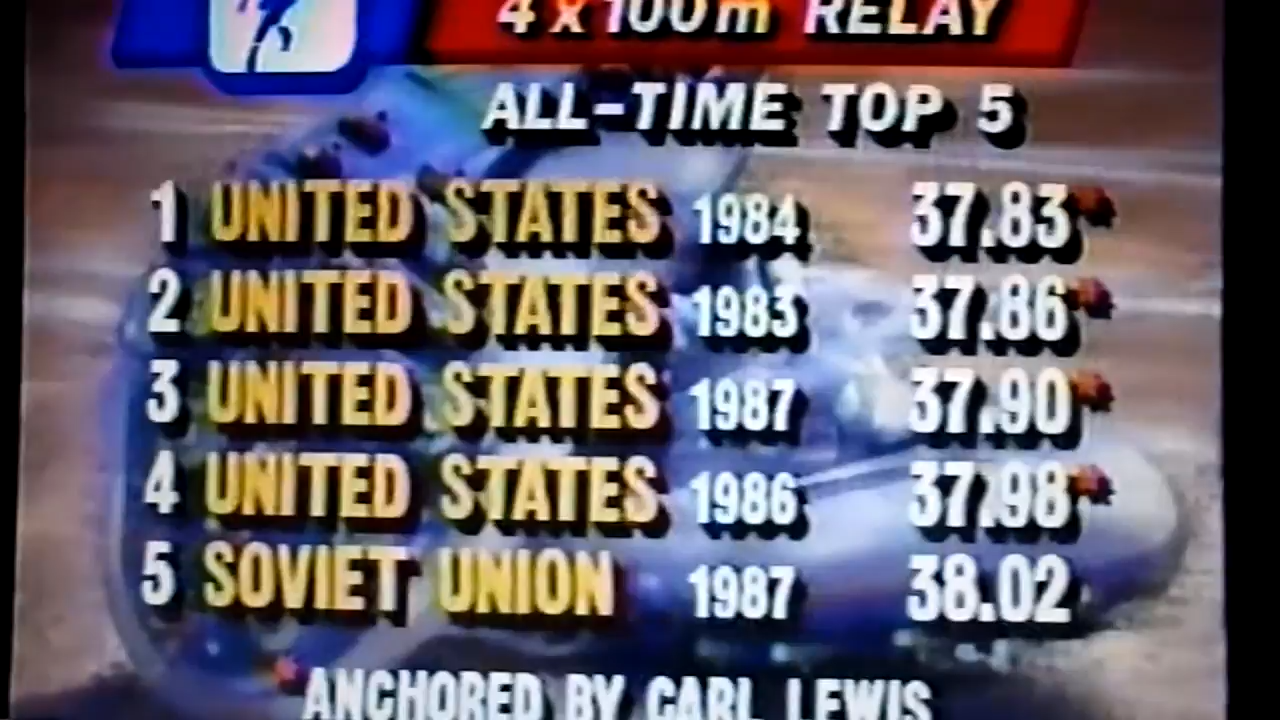 4 x 100m RELAY
ALL-TIME TOP 5
1 UNITED STATES 1984 37.83*
2 UNITED STATES 1983 37.86*
3 UNITED STATES 1987 37.90*
4 UNITED STATES 1986 37.98*
5 SOVIET UNION 1987 38.02
* ANCHORED BY CARL LEWIS